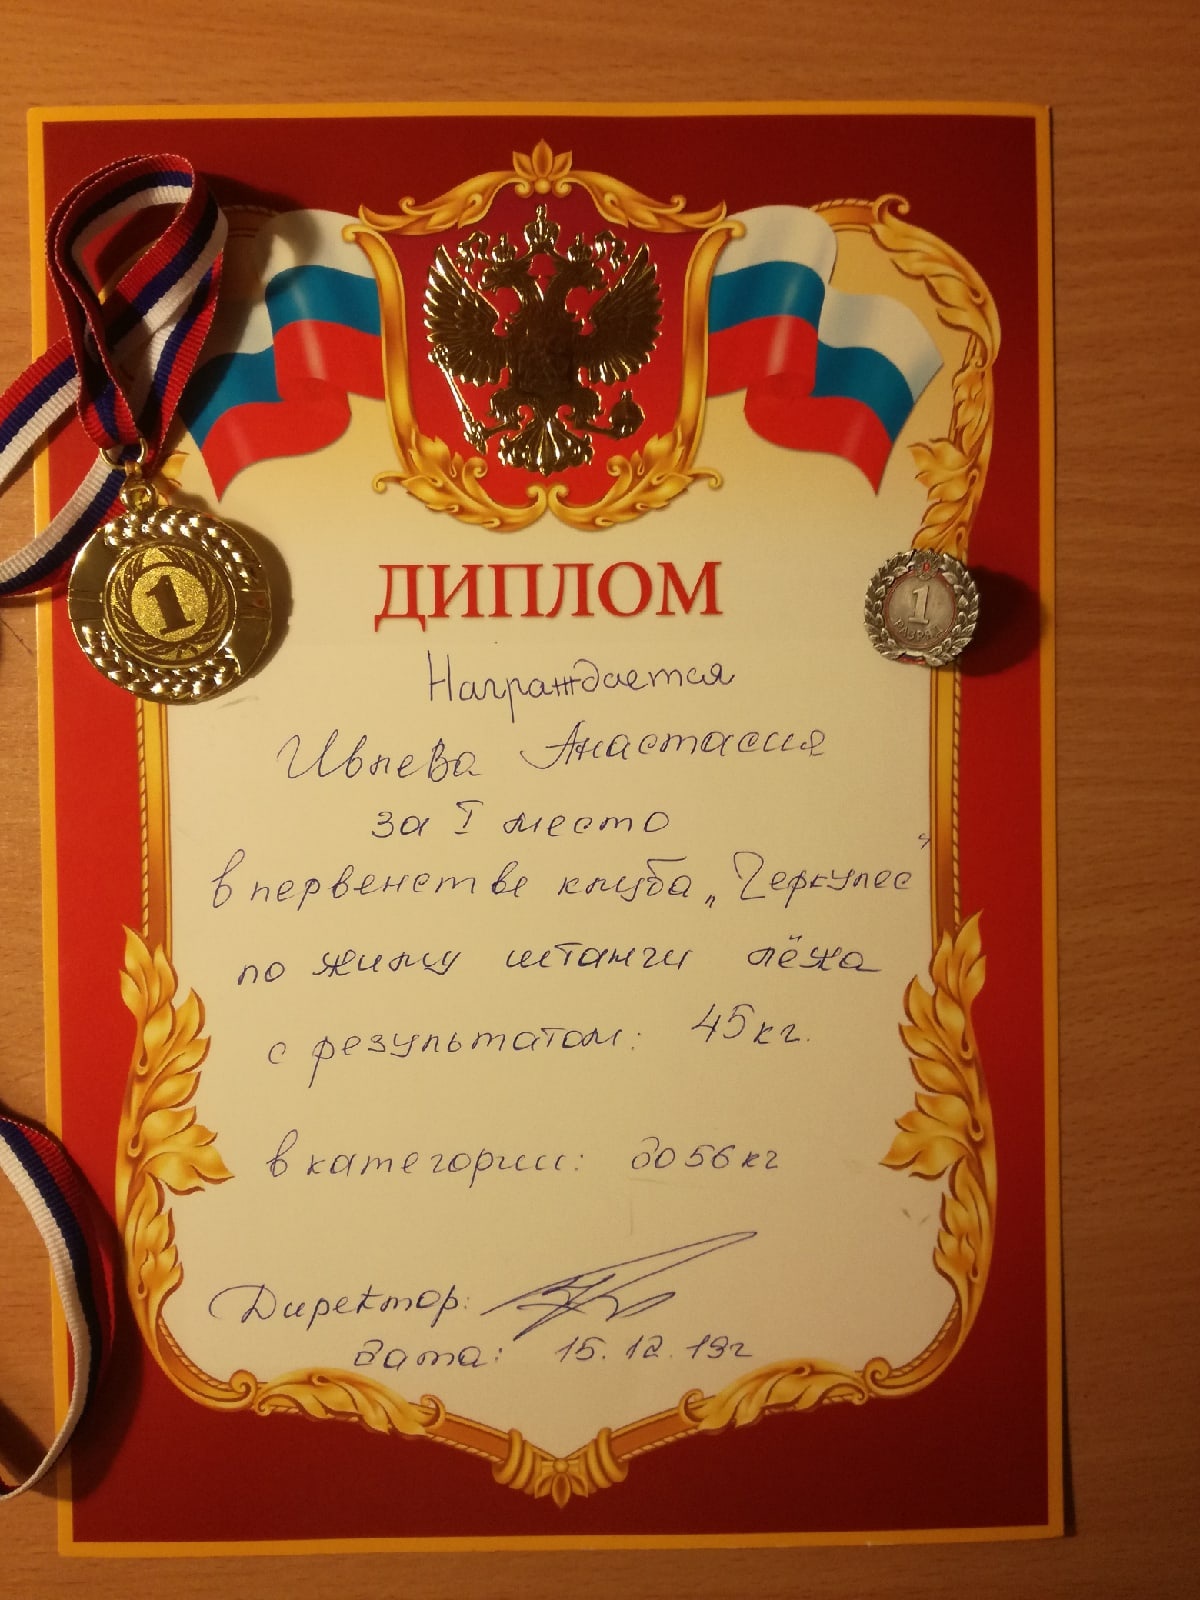 ДИПЛОМ
Награждается
Ивлева Анастасия
за I место
в первенстве клуба „Геркулес“
по жиму штанги лёжа
с результатом: 45кг.
в категории: до 56кг
Директор:
дата: 15.12.19г
1
1
РАЗРЯД